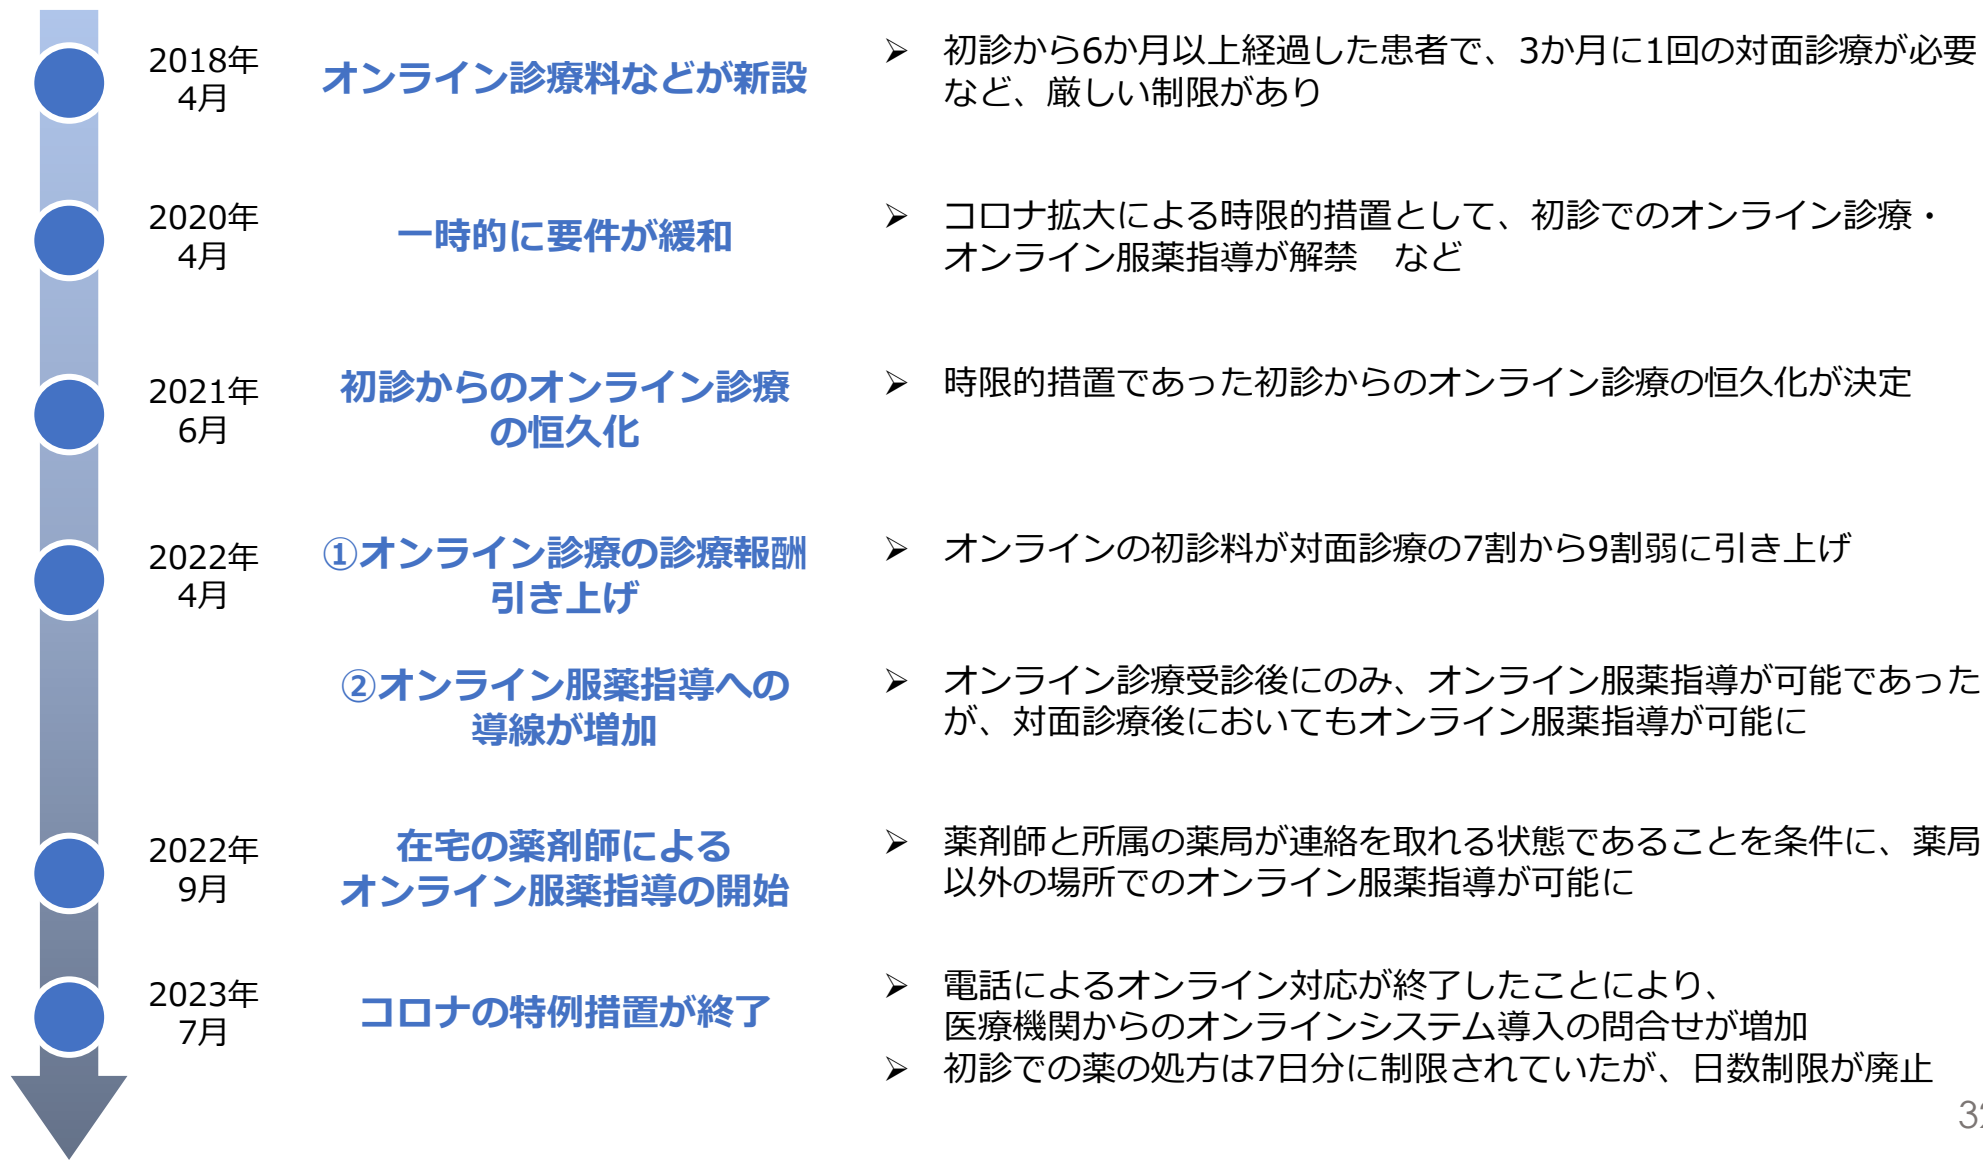 2018年
4月
オンライン診療料などが新設
➢ 初診から6か月以上経過した患者で、3か月に1回の対面診療が必要
など、厳しい制限があり
2020年
4月
一時的に要件が緩和
➢ コロナ拡大による時限的措置として、初診でのオンライン診療・
オンライン服薬指導が解禁　など
2021年
6月
初診からのオンライン診療
の恒久化
➢ 時限的措置であった初診からのオンライン診療の恒久化が決定
2022年
4月
①オンライン診療の診療報酬
引き上げ
➢ オンラインの初診料が対面診療の7割から9割弱に引き上げ
②オンライン服薬指導への
導線が増加
➢ オンライン診療受診後にのみ、オンライン服薬指導が可能であった
が、対面診療後においてもオンライン服薬指導が可能に
2022年
9月
在宅の薬剤師による
オンライン服薬指導の開始
➢ 薬剤師と所属の薬局が連絡を取れる状態であることを条件に、薬局
以外の場所でのオンライン服薬指導が可能に
2023年
7月
コロナの特例措置が終了
➢ 電話によるオンライン対応が終了したことにより、
医療機関からのオンラインシステム導入の問合せが増加
➢ 初診での薬の処方は7日分に制限されていたが、日数制限が廃止
32